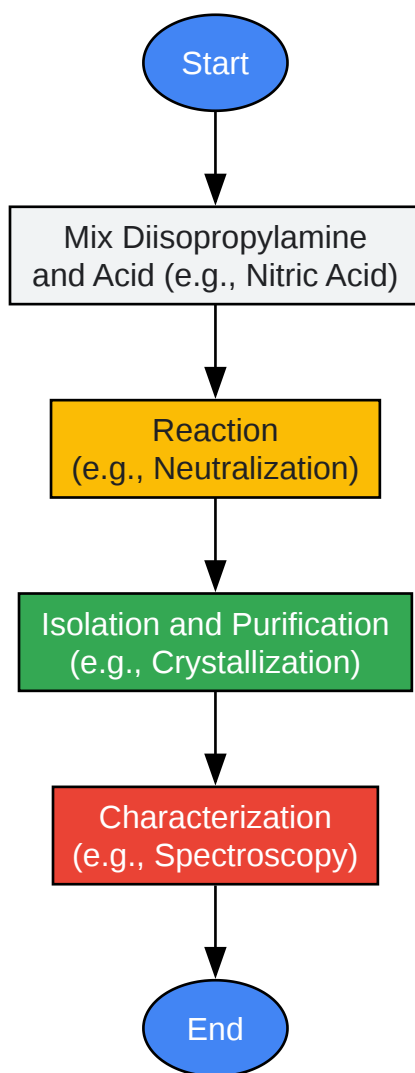 Start
Mix Diisopropylamine
and Acid (e.g., Nitric Acid)
Reaction
(e.g., Neutralization)
Isolation and Purification
(e.g., Crystallization)
Characterization
(e.g., Spectroscopy)
End